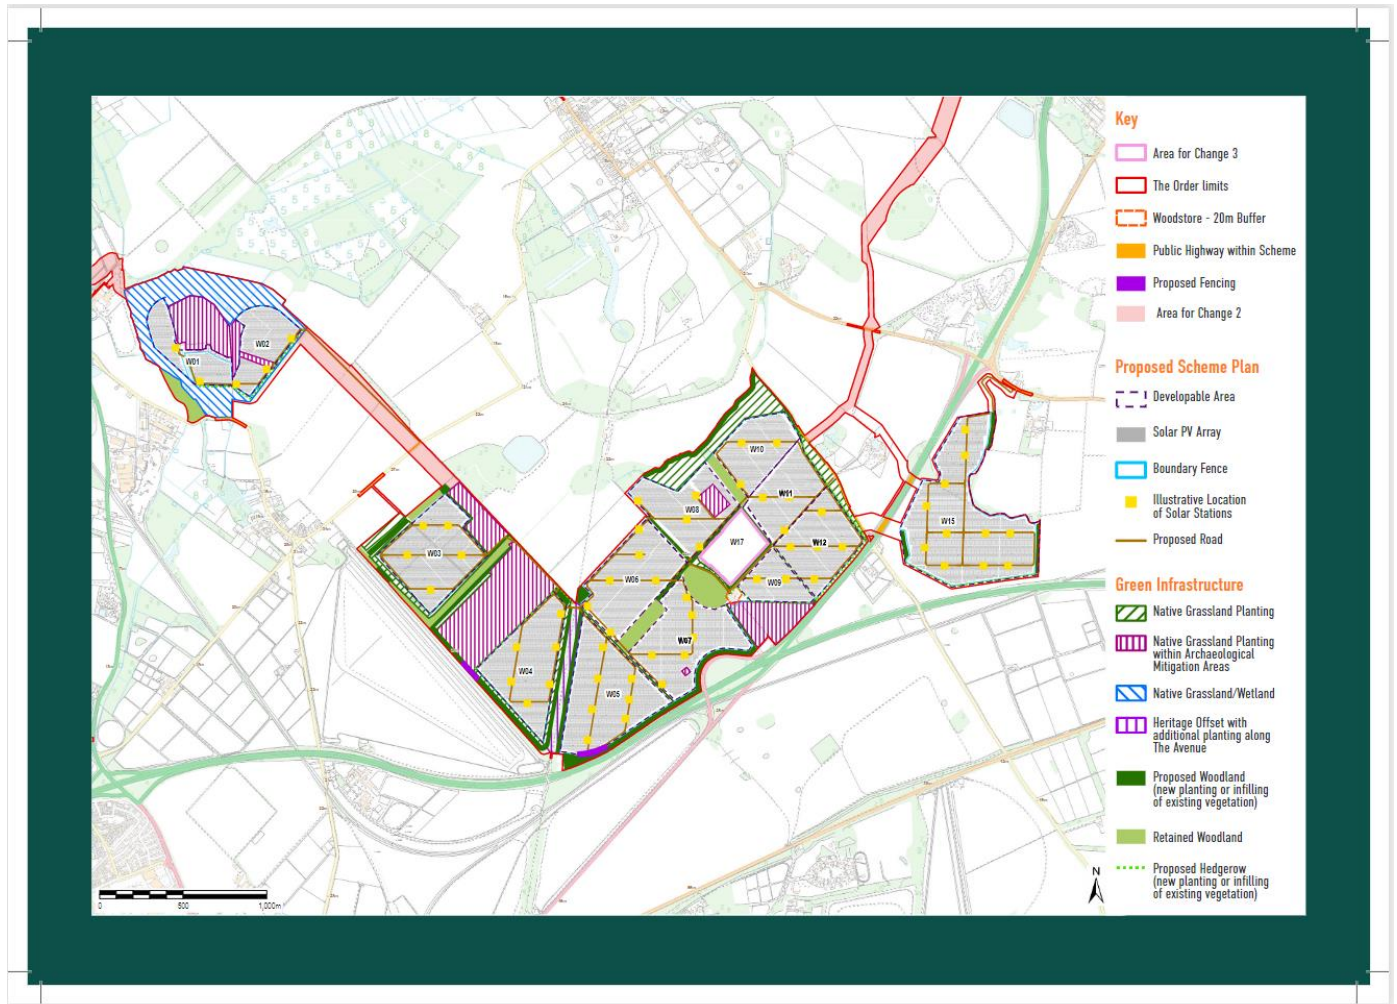 Key
Area for Change 3
The Order limits
Woodstore - 20m Buffer
Public Highway within Scheme
Proposed Fencing
Area for Change 2
Proposed Scheme Plan
Developable Area
Solar PV Array
Boundary Fence
Illustrative Location
of Solar Stations
Proposed Road
Green Infrastructure
Native Grassland Planting
Native Grassland Planting
within Archaeological
Mitigation Areas
Native Grassland/Wetland
Heritage Offset with
additional planting along
The Avenue
Proposed Woodland
(new planting or infilling
of existing vegetation)
Retained Woodland
Proposed Hedgerow
(new planting or infilling
of existing vegetation)
W01
W02
W03
W04
W05
W06
W07
W08
W09
W10
W11
W12
W15
W17
N
0
500
1,000m